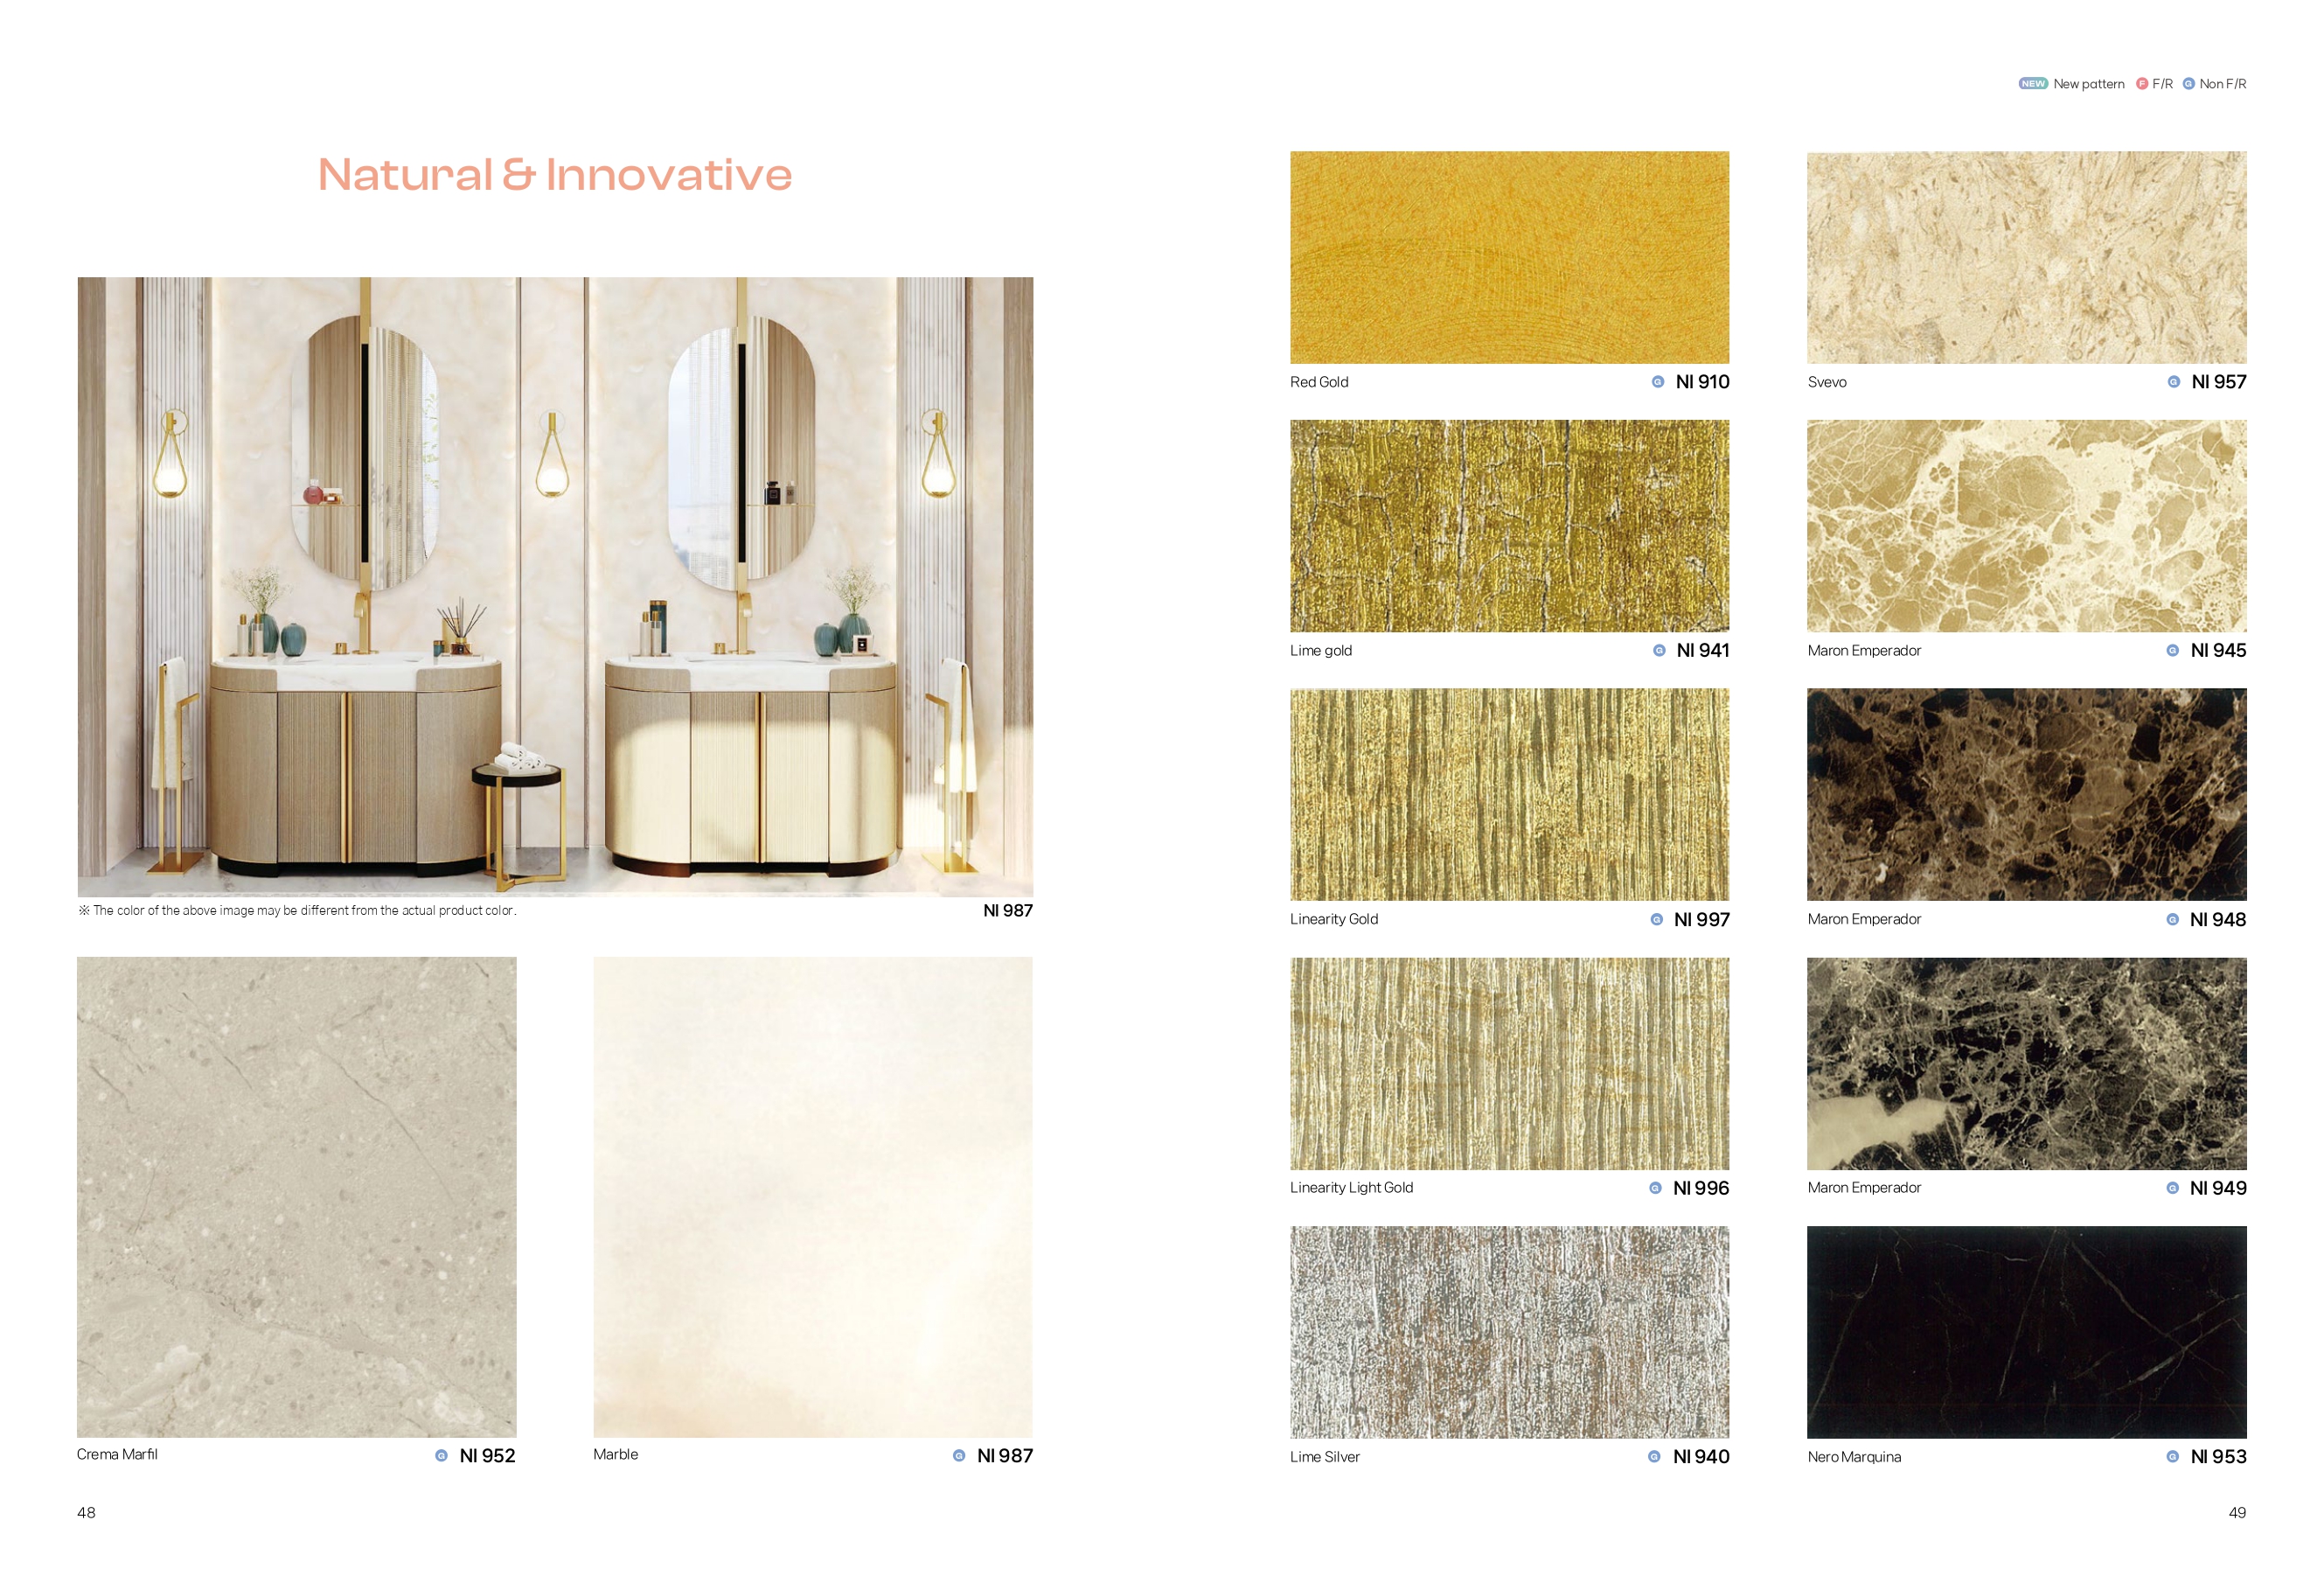 NEW New pattern F F/R G Non F/R
Natural & Innovative
※ The color of the above image may be different from the actual product color.
NI 987
Crema Marfil G NI 952
Marble G NI 987
48
Red Gold G NI 910
Svevo G NI 957
Lime gold G NI 941
Maron Emperador G NI 945
Linearity Gold G NI 997
Maron Emperador G NI 948
Linearity Light Gold G NI 996
Maron Emperador G NI 949
Lime Silver G NI 940
Nero Marquina G NI 953
49